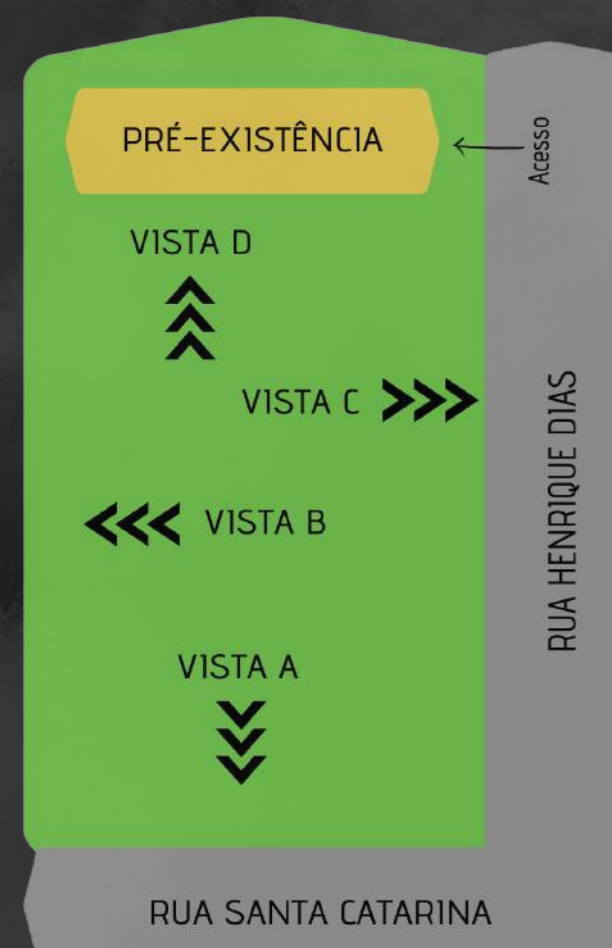 PRÉ-EXISTÊNCIA
Acesso
VISTA D
VISTA C
RUA HENRIQUE DIAS
VISTA B
VISTA A
RUA SANTA CATARINA